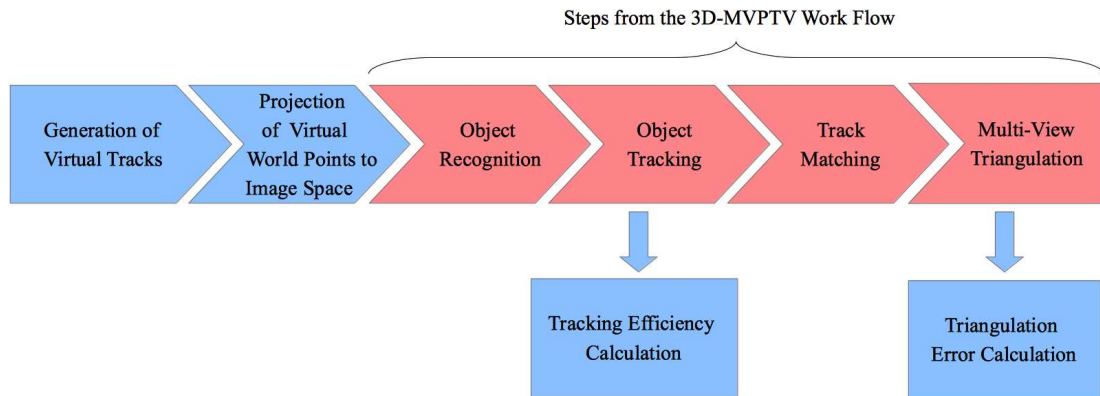 Steps from the 3D-MVPTV Work Flow
Generation of
Virtual Tracks
Projection
of Virtual
World Points to
Image Space
Object
Recognition
Object
Tracking
Track
Matching
Multi-View
Triangulation
Tracking Efficiency
Calculation
Triangulation
Error Calculation